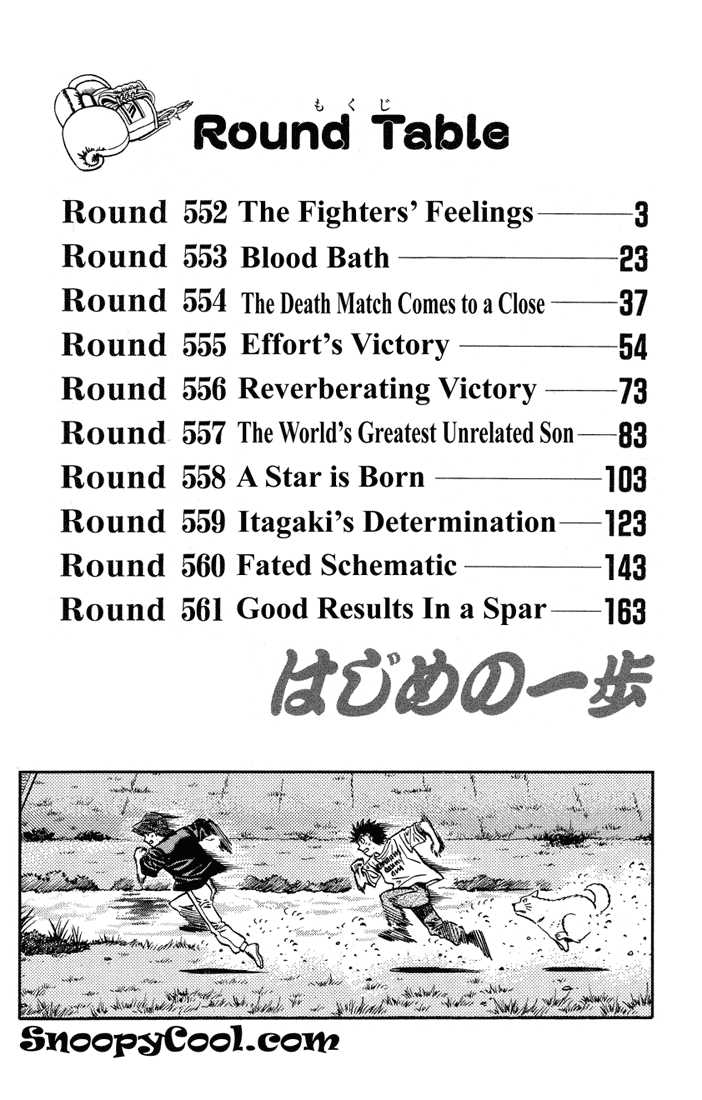 もくじ
Round Table
Round 552 The Fighters' Feelings 3
Round 553 Blood Bath 23
Round 554 The Death Match Comes to a Close 37
Round 555 Effort's Victory 54
Round 556 Reverberating Victory 73
Round 557 The World's Greatest Unrelated Son 83
Round 558 A Star is Born 103
Round 559 Itagaki's Determination 123
Round 560 Fated Schematic 143
Round 561 Good Results In a Spar 163
はじめの一歩
SnoopyCool.com